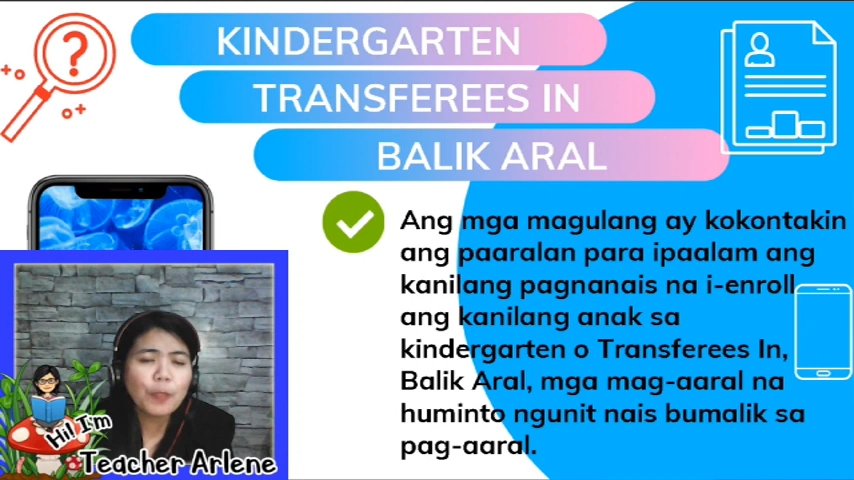 KINDERGARTEN
TRANSFEREES IN
BALIK ARAL
Ang mga magulang ay kokontakin
ang paaralan para ipaalam ang
kanilang pagnanais na i-enroll
ang kanilang anak sa
kindergarten o Transferees In,
Balik Aral, mga mag-aaral na
huminto ngunit nais bumalik sa
pag-aaral.
Hi! I'm
Teacher Arlene